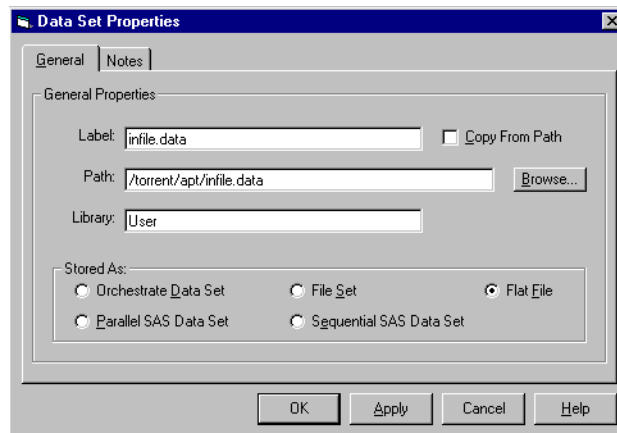 Data Set Properties
General Notes
General Properties
Label: infile.data Copy From Path
Path: /torrent/apt/infile.data Browse...
Library: User
Stored As:
Orchestrate Data Set File Set Flat File
Parallel SAS Data Set Sequential SAS Data Set
OK Apply Cancel Help